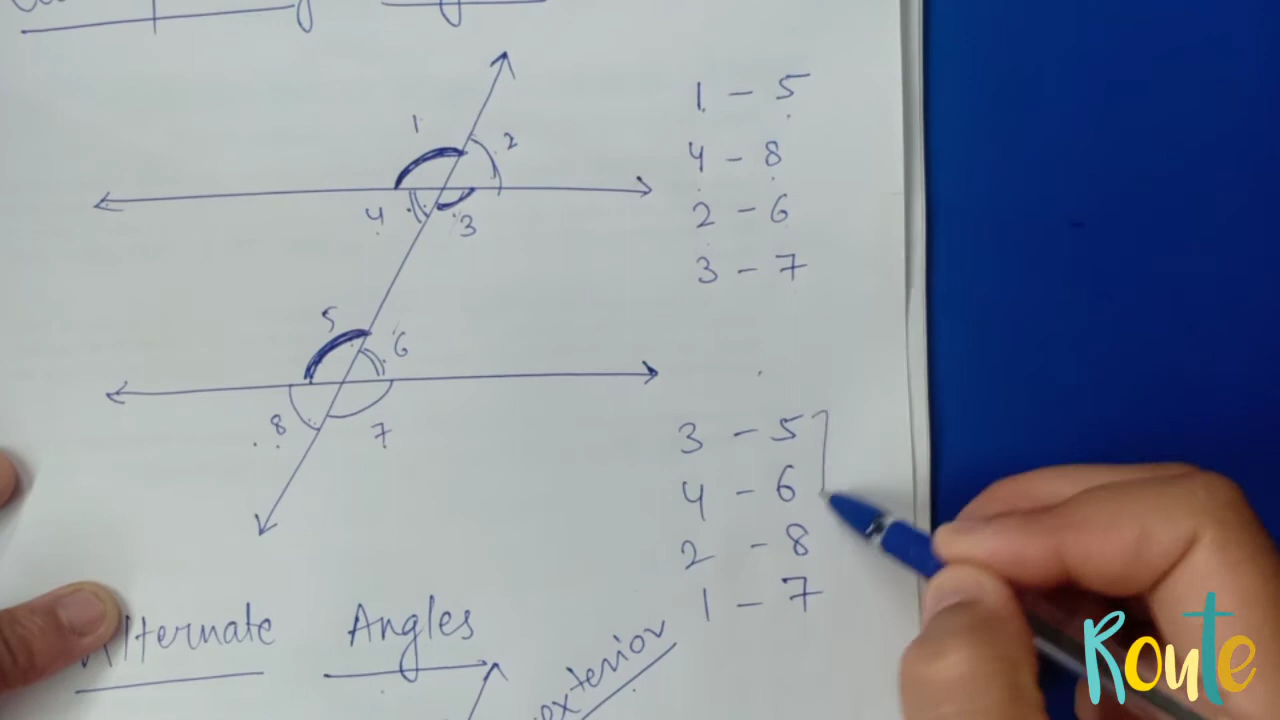 1
2
4
3
5
6
8
7
1 - 5
4 - 8
2 - 6
3 - 7
3 - 5
4 - 6
2 - 8
1 - 7
Alternate Angles
exterior
Route